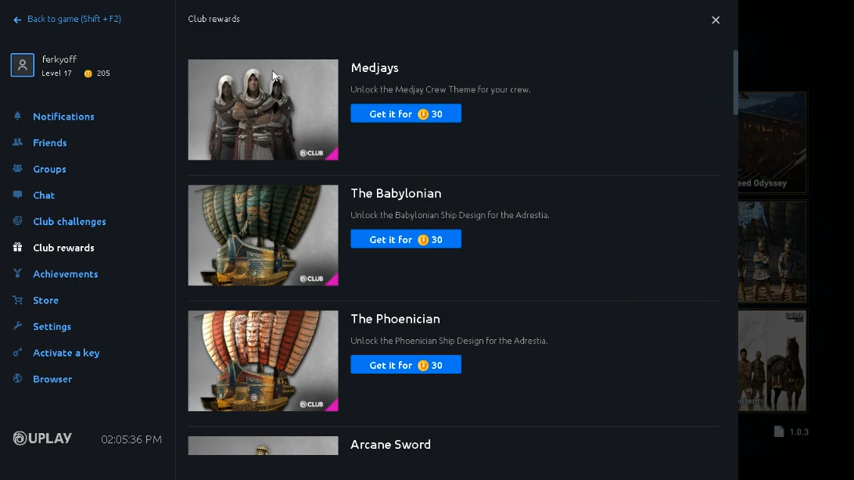 Back to game (Shift + F2)
ferkyoff
Level 17 205
Notifications
Friends
Groups
Chat
Club challenges
Club rewards
Achievements
Store
Settings
Activate a key
Browser
UPLAY 02:05:36 PM
Club rewards
Medjays
Unlock the Medjay Crew Theme for your crew.
Get it for 30
CLUB
The Babylonian
Unlock the Babylonian Ship Design for the Adrestia.
Get it for 30
CLUB
The Phoenician
Unlock the Phoenician Ship Design for the Adrestia.
Get it for 30
CLUB
Arcane Sword
eed Odyssey
1.0.3